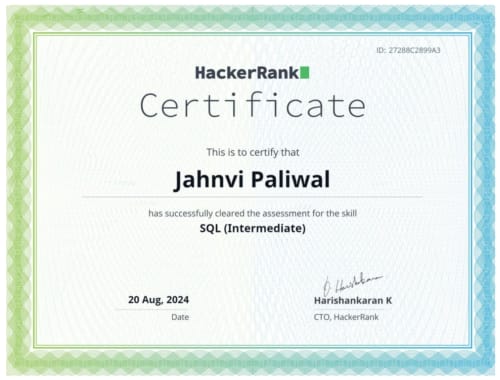 ID: 27288C2899A3
HackerRank
Certificate
This is to certify that
Jahnvi Paliwal
has successfully cleared the assessment for the skill
SQL (Intermediate)
20 Aug, 2024
Date
Harishankaran K
CTO, HackerRank